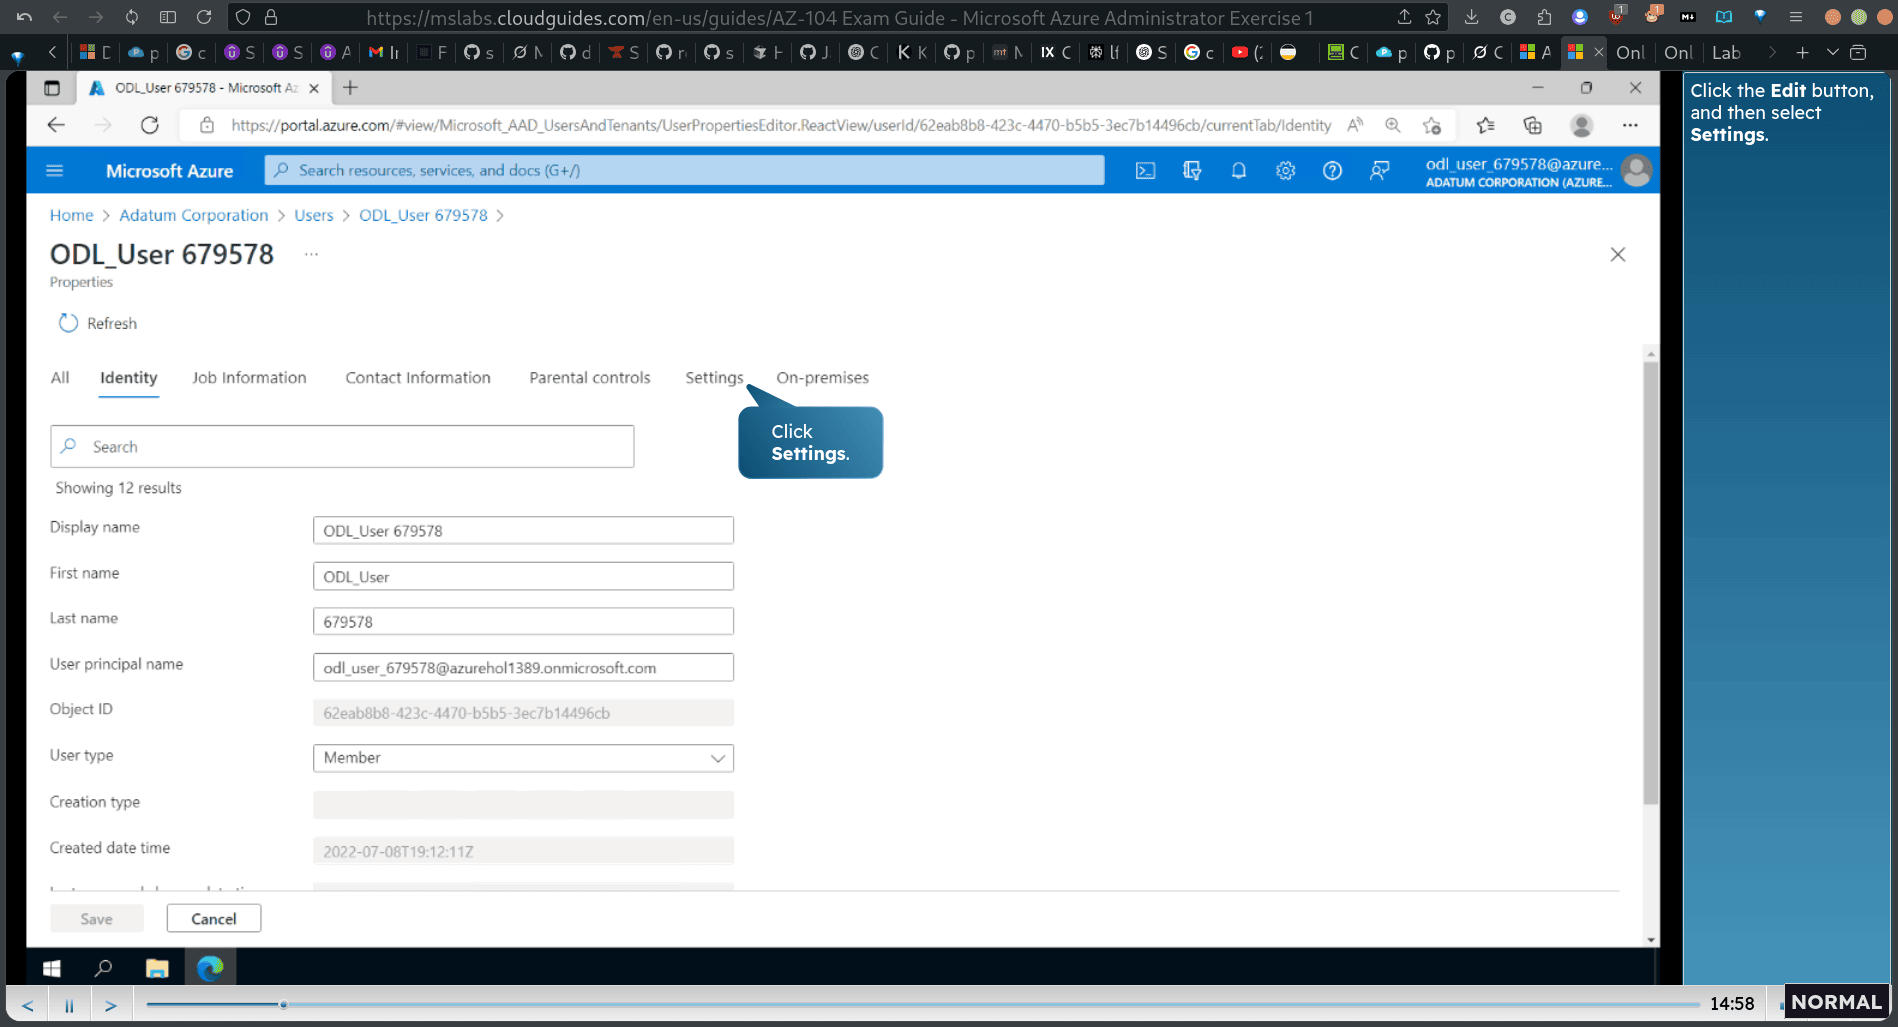 https://mslabs.cloudguides.com/en-us/guides/AZ-104 Exam Guide - Microsoft Azure Administrator Exercise 1
Onl
Onl
Lab
ODL_User 679578 - Microsoft Az
https://portal.azure.com/#view/Microsoft_AAD_UsersAndTenants/UserPropertiesEditor.ReactView/userId/62eab8b8-423c-4470-b5b5-3ec7b14496cb/currentTab/Identity
Microsoft Azure
Search resources, services, and docs (G+/)
odl_user_679578@azure...
ADATUM CORPORATION (AZURE...
Home > Adatum Corporation > Users > ODL_User 679578 >
ODL_User 679578 ...
Properties
Refresh
All Identity Job Information Contact Information Parental controls Settings On-premises
Click
Settings.
Search
Showing 12 results
Display name ODL_User 679578
First name ODL_User
Last name 679578
User principal name odl_user_679578@azurehol1389.onmicrosoft.com
Object ID 62eab8b8-423c-4470-b5b5-3ec7b14496cb
User type Member
Creation type
Created date time 2022-07-08T19:12:11Z
Save Cancel
Click the Edit button,
and then select
Settings.
14:58
NORMAL